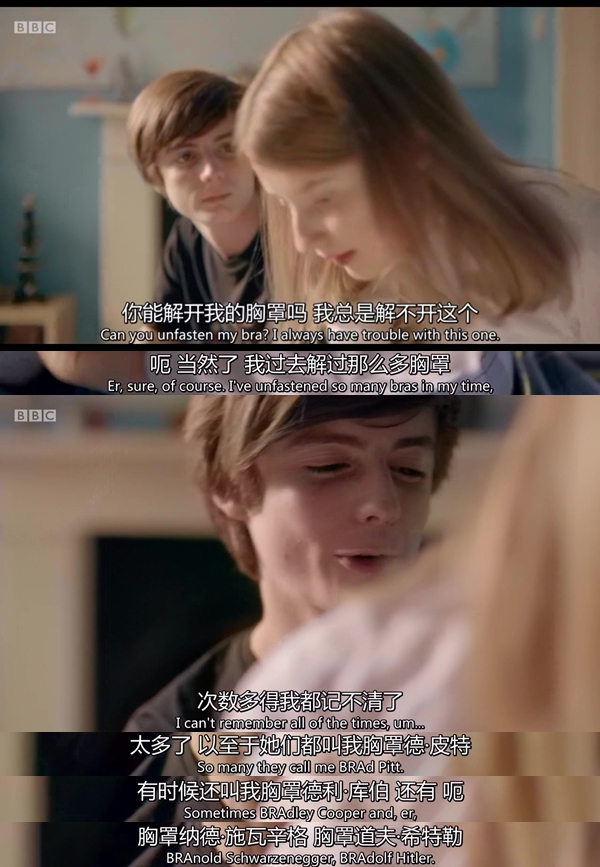 BBC
你能解开我的胸罩吗 我总是解不开这个
Can you unfasten my bra? I always have trouble with this one.
呃 当然了 我过去解过那么多胸罩
Er, sure, of course. I've unfastened so many bras in my time,
BBC
次数多得我都记不清了
I can't remember all of the times, um...
太多了 以至于她们都叫我胸罩德·皮特
So many they call me BRAd Pitt.
有时候还叫我胸罩德利·库伯 还有 呃
Sometimes BRAdley Cooper and, er,
胸罩纳德·施瓦辛格 胸罩道夫·希特勒
BRAnold Schwarzenegger, BRAdolf Hitler.